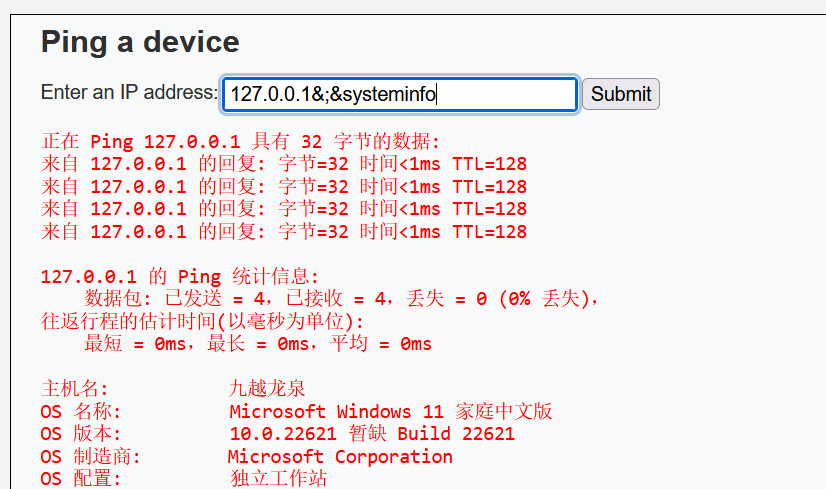 Ping a device
Enter an IP address: 127.0.0.1&;&systeminfo Submit
正在 Ping 127.0.0.1 具有 32 字节的数据:
来自 127.0.0.1 的回复: 字节=32 时间<1ms TTL=128
来自 127.0.0.1 的回复: 字节=32 时间<1ms TTL=128
来自 127.0.0.1 的回复: 字节=32 时间<1ms TTL=128
来自 127.0.0.1 的回复: 字节=32 时间<1ms TTL=128
127.0.0.1 的 Ping 统计信息:
数据包: 已发送 = 4，已接收 = 4，丢失 = 0 (0% 丢失)，
往返行程的估计时间(以毫秒为单位):
最短 = 0ms，最长 = 0ms，平均 = 0ms
主机名: 九越龙泉
OS 名称: Microsoft Windows 11 家庭中文版
OS 版本: 10.0.22621 暂缺 Build 22621
OS 制造商: Microsoft Corporation
OS 配置: 独立工作站